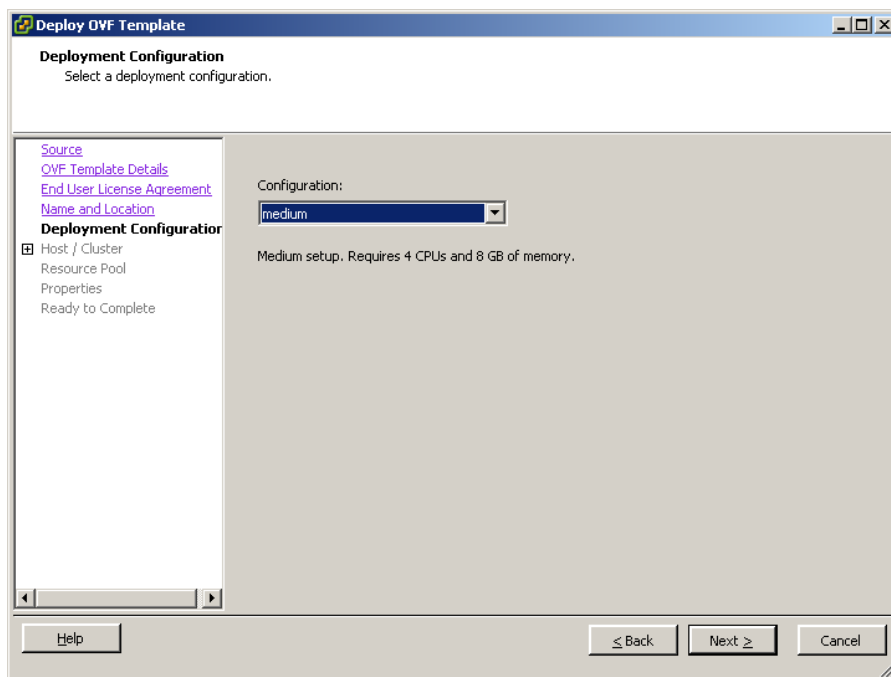 Deploy OVF Template
Deployment Configuration
Select a deployment configuration.
Source
OVF Template Details
End User License Agreement
Name and Location
Deployment Configuration
Host / Cluster
Resource Pool
Properties
Ready to Complete
Configuration:
medium
Medium setup. Requires 4 CPUs and 8 GB of memory.
Help
< Back
Next >
Cancel